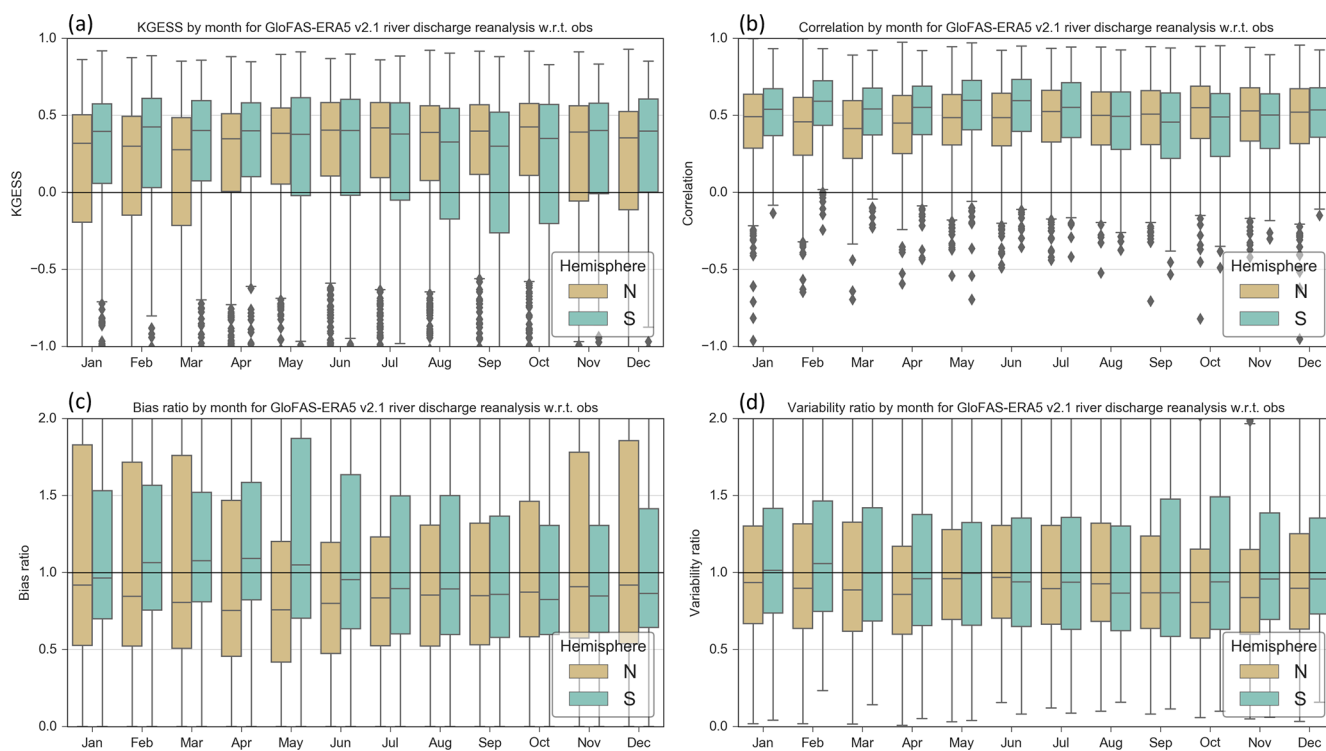 (a) KGESS by month for GloFAS-ERA5 v2.1 river discharge reanalysis w.r.t. obs
1.0
0.5
0.0
−0.5
−1.0
KGESS
Hemisphere
N
S
Jan Feb Mar Apr May Jun Jul Aug Sep Oct Nov Dec
(b) Correlation by month for GloFAS-ERA5 v2.1 river discharge reanalysis w.r.t. obs
1.0
0.5
0.0
−0.5
−1.0
Correlation
Hemisphere
N
S
Jan Feb Mar Apr May Jun Jul Aug Sep Oct Nov Dec
(c) Bias ratio by month for GloFAS-ERA5 v2.1 river discharge reanalysis w.r.t. obs
2.0
1.5
1.0
0.5
0.0
Bias ratio
Hemisphere
N
S
Jan Feb Mar Apr May Jun Jul Aug Sep Oct Nov Dec
(d) Variability ratio by month for GloFAS-ERA5 v2.1 river discharge reanalysis w.r.t. obs
2.0
1.5
1.0
0.5
0.0
Variability ratio
Hemisphere
N
S
Jan Feb Mar Apr May Jun Jul Aug Sep Oct Nov Dec